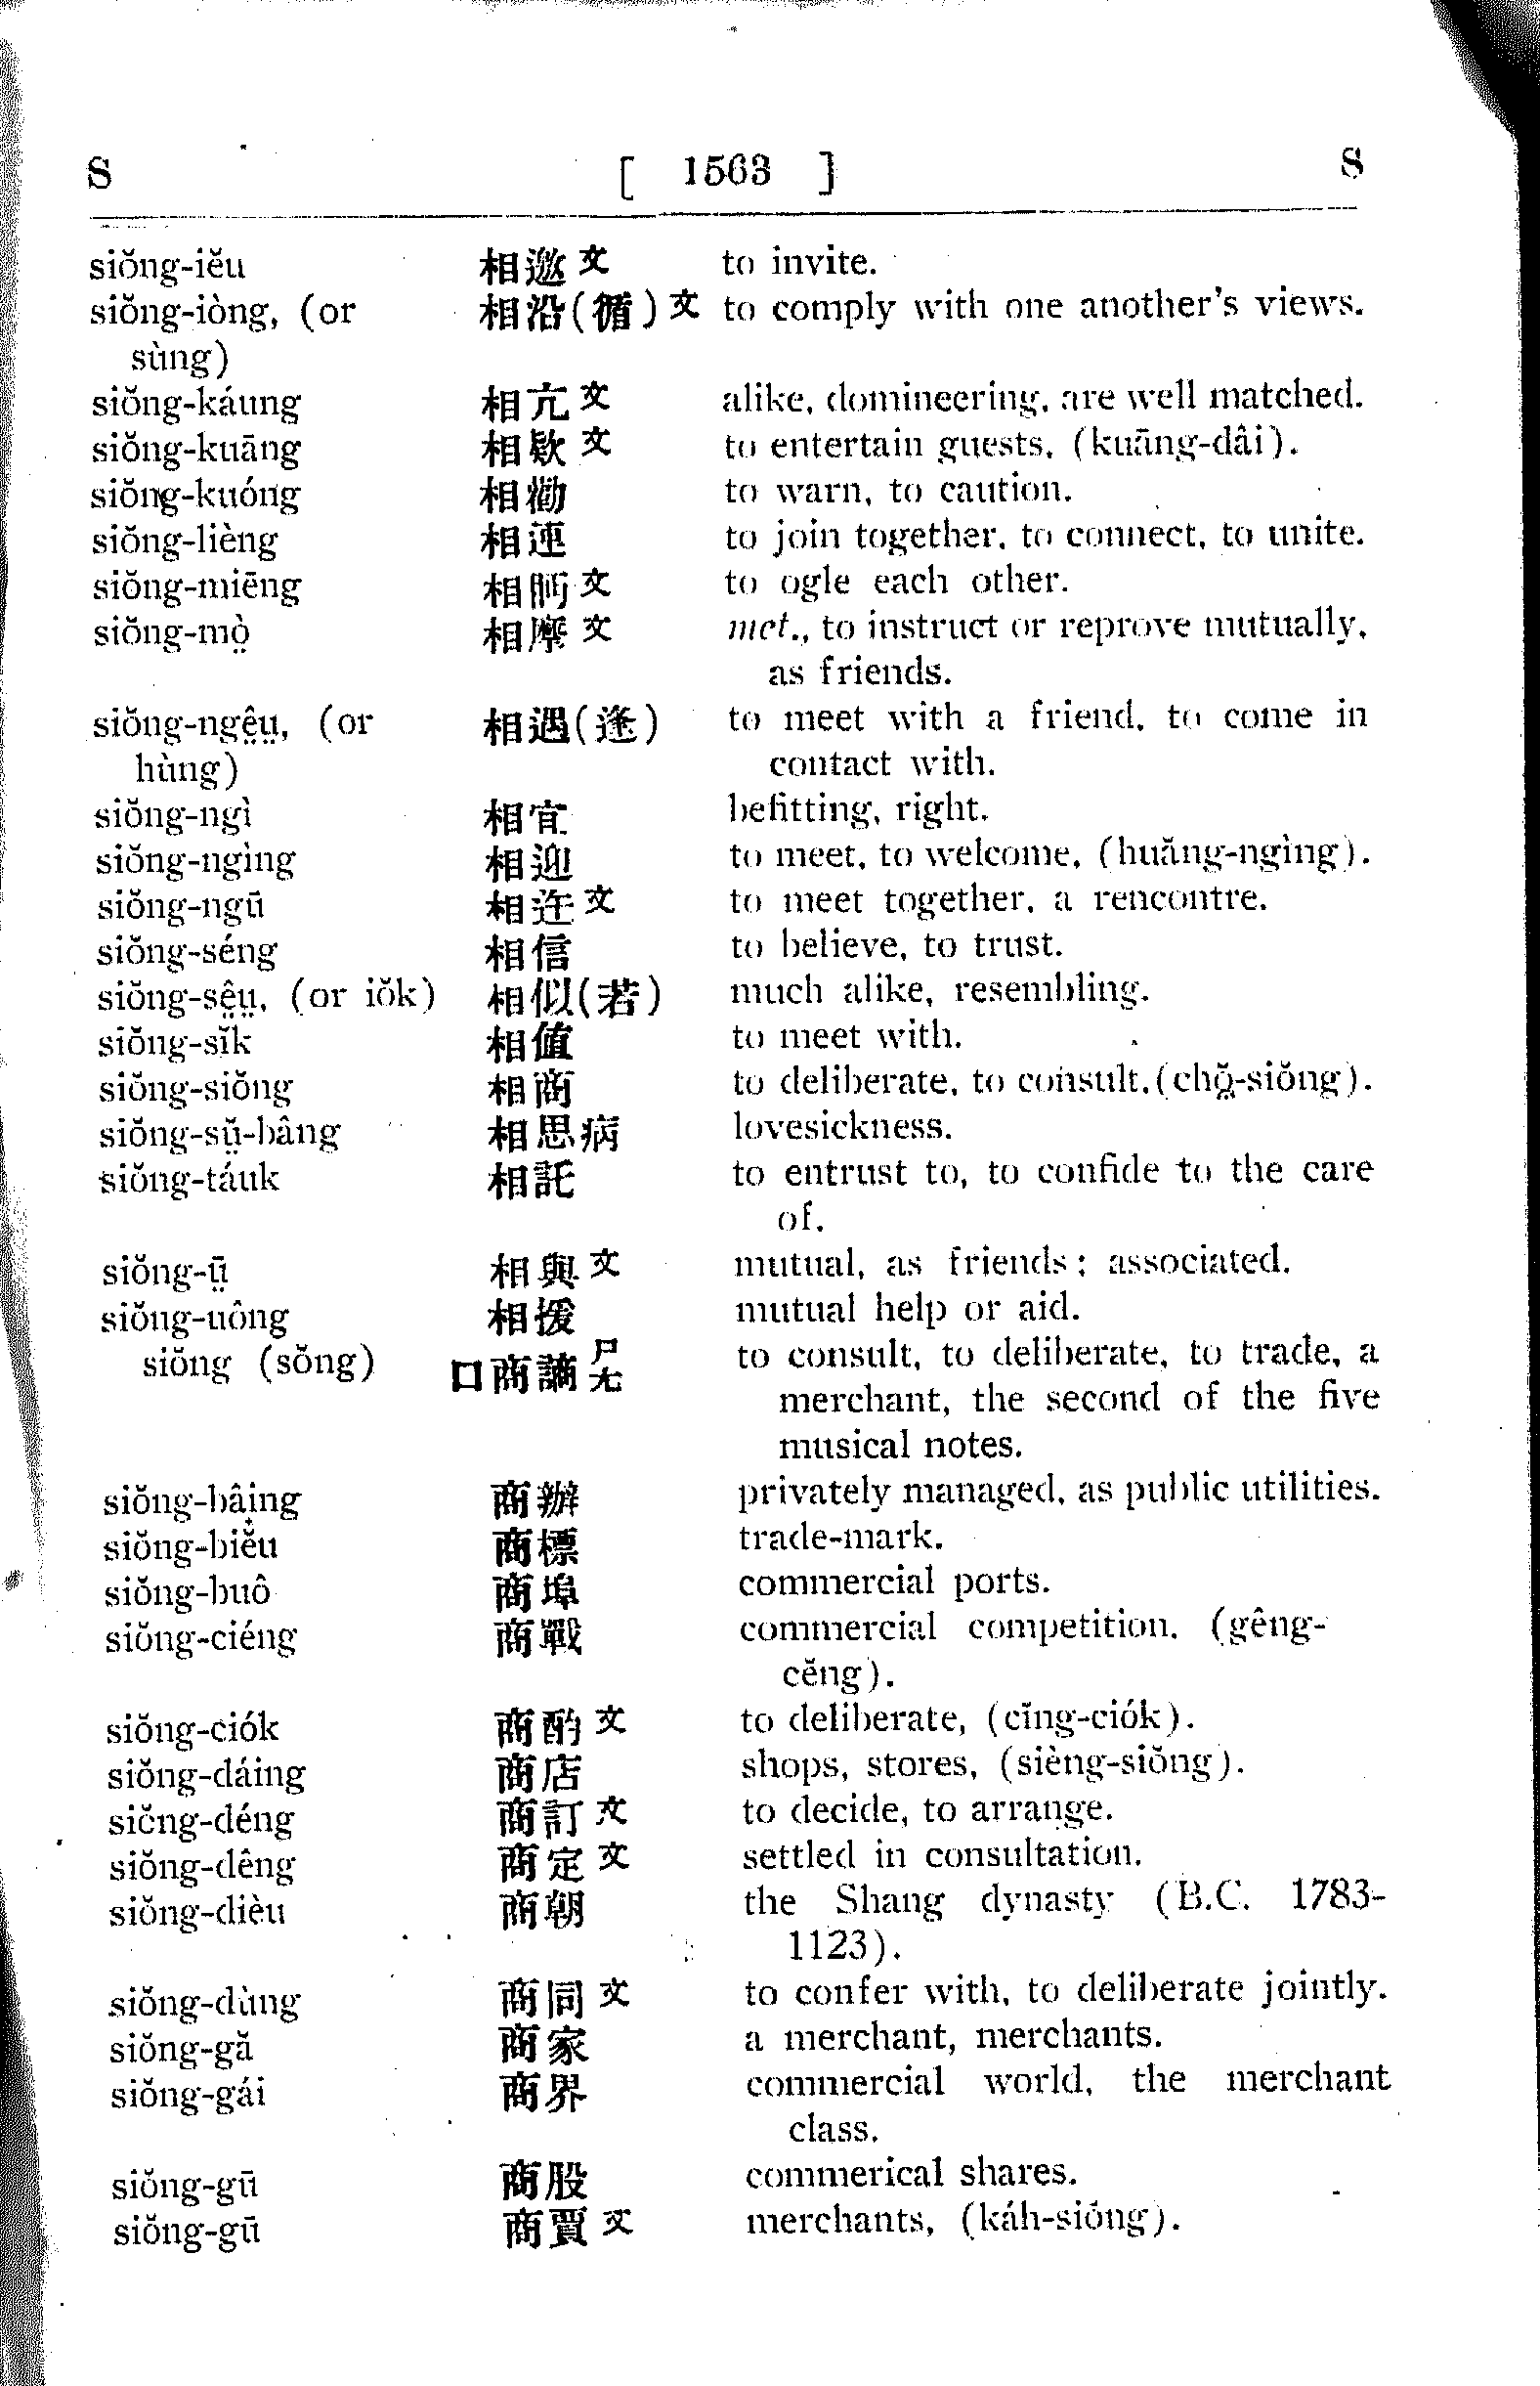 S [ 1563 ] S
siŏng-iĕu 相邀文 to invite.
siŏng-iòng, (or 相沿(循)文 to comply with one another's views.
sùng)
siŏng-káung 相亢文 alike, domineering, are well matched.
siŏng-kuāng 相欵文 to entertain guests, (kuāng-dâi).
siŏng-kuóng 相勸 to warn, to caution.
siŏng-lièng 相連 to join together, to connect, to unite.
siŏng-miēng 相眄文 to ogle each other.
siŏng-mò̤ 相摩文 met., to instruct or reprove mutually,
as friends.
siŏng-ngê̤ṳ, (or 相遇(逢) to meet with a friend, to come in
hùng) contact with.
siŏng-ngì 相宜 befitting, right.
siŏng-ngìng 相迎 to meet, to welcome, (huăng-ngìng).
siŏng-ngū 相迕文 to meet together, a rencontre.
siŏng-séng 相信 to believe, to trust.
siŏng-sê̤ṳ, (or iŏk) 相似(若) much alike, resembling.
siŏng-sĭk 相値 to meet with.
siŏng-siŏng 相商 to deliberate, to consult, (chŏ̤-siŏng).
siŏng-sṳ̆-bâng 相思病 lovesickness.
siŏng-táuk 相託 to entrust to, to confide to the care
of.
siŏng-ṳ̄ 相與文 mutual, as friends; associated.
siŏng-uông 相援 mutual help or aid.
siŏng (sŏng) 口商謪ㄕㄤ to consult, to deliberate, to trade, a
merchant, the second of the five
musical notes.
siŏng-bâing 商辦 privately managed, as public utilities.
siŏng-biĕu 商標 trade-mark.
siŏng-buô 商埠 commercial ports.
siŏng-ciéng 商戰 commercial competition, (gêng-
cĕng).
siŏng-ciók 商酌文 to deliberate, (cĭng-ciók).
siŏng-dáing 商店 shops, stores, (sièng-siŏng).
siŏng-déng 商訂文 to decide, to arrange.
siŏng-dêng 商定文 settled in consultation.
siŏng-dièu 商朝 the Shang dynasty (B.C. 1783-
1123).
siŏng-dùng 商同文 to confer with, to deliberate jointly.
siŏng-gă 商家 a merchant, merchants.
siŏng-gái 商界 commercial world, the merchant
class.
siŏng-gū 商股 commerical shares.
siŏng-gū 商賈文 merchants, (káh-siŏng).